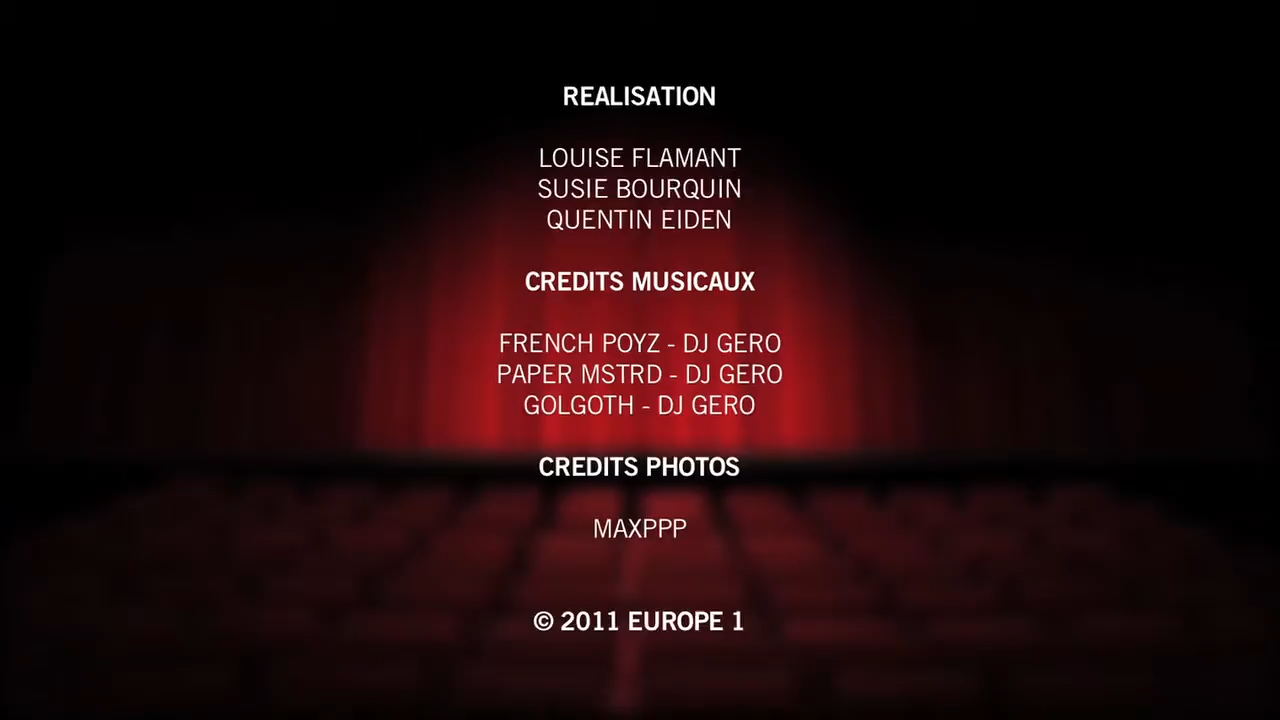 REALISATION
LOUISE FLAMANT
SUSIE BOURQUIN
QUENTIN EIDEN
CREDITS MUSICAUX
FRENCH POYZ - DJ GERO
PAPER MSTRD - DJ GERO
GOLGOTH - DJ GERO
CREDITS PHOTOS
MAXPPP
© 2011 EUROPE 1